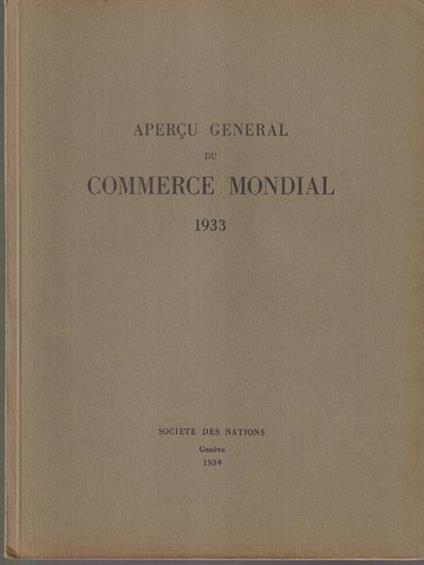 APERÇU GENERAL
DU
COMMERCE MONDIAL
1933
SOCIETE DES NATIONS
Genève
1934